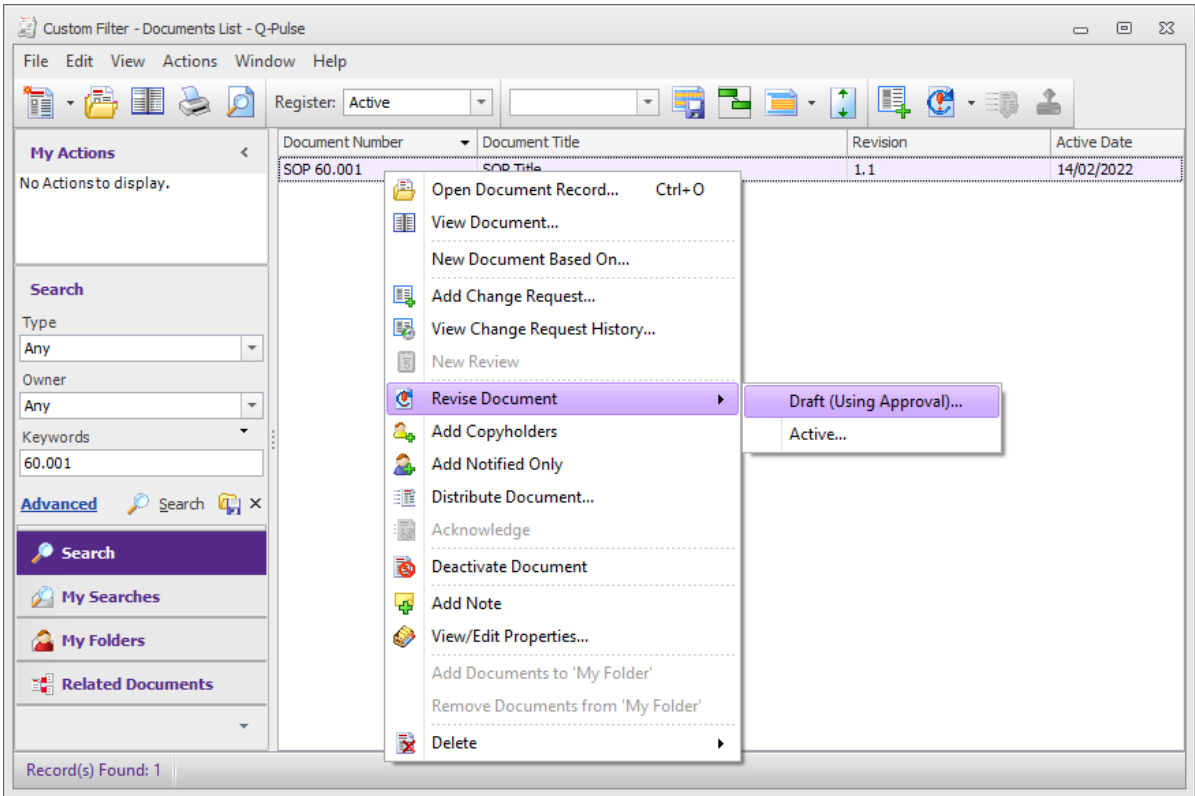 Custom Filter - Documents List - Q-Pulse
File Edit View Actions Window Help
Register: Active
My Actions
No Actions to display.
Search
Type
Any
Owner
Any
Keywords
60.001
Advanced Search
Search
My Searches
My Folders
Related Documents
Document Number Document Title Revision Active Date
SOP 60.001 SOP Title 1.1 14/02/2022
Open Document Record... Ctrl+O
View Document...
New Document Based On...
Add Change Request...
View Change Request History...
New Review
Revise Document
Add Copyholders
Add Notified Only
Distribute Document...
Acknowledge
Deactivate Document
Add Note
View/Edit Properties...
Add Documents to 'My Folder'
Remove Documents from 'My Folder'
Delete
Draft (Using Approval)...
Active...
Record(s) Found: 1